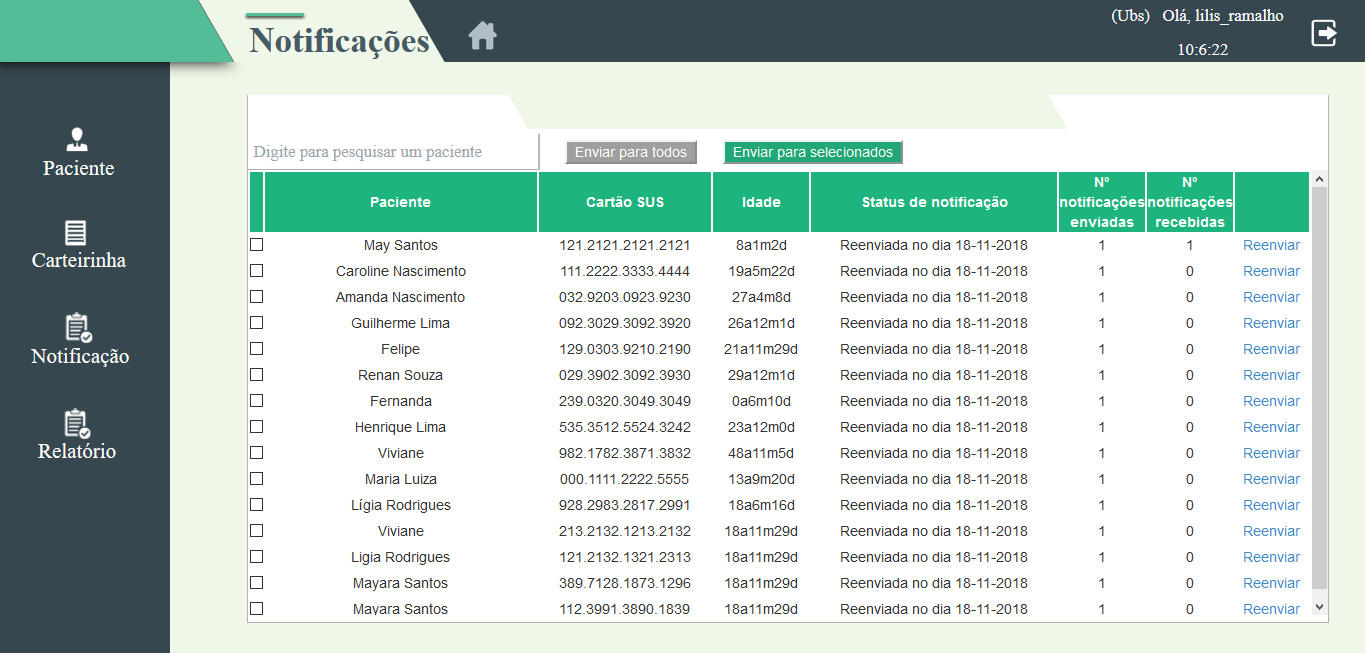 Notificações
(Ubs) Olá, lilis_ramalho
10:6:22
Paciente
Carteirinha
Notificação
Relatório
Digite para pesquisar um paciente Enviar para todos Enviar para selecionados
Paciente Cartão SUS Idade Status de notificação Nº notificações enviadas Nº notificações recebidas
May Santos 121.2121.2121.2121 8a1m2d Reenviada no dia 18-11-2018 1 1 Reenviar
Caroline Nascimento 111.2222.3333.4444 19a5m22d Reenviada no dia 18-11-2018 1 0 Reenviar
Amanda Nascimento 032.9203.0923.9230 27a4m8d Reenviada no dia 18-11-2018 1 0 Reenviar
Guilherme Lima 092.3029.3092.3920 26a12m1d Reenviada no dia 18-11-2018 1 0 Reenviar
Felipe 129.0303.9210.2190 21a11m29d Reenviada no dia 18-11-2018 1 0 Reenviar
Renan Souza 029.3902.3092.3930 29a12m1d Reenviada no dia 18-11-2018 1 0 Reenviar
Fernanda 239.0320.3049.3049 0a6m10d Reenviada no dia 18-11-2018 1 0 Reenviar
Henrique Lima 535.3512.5524.3242 23a12m0d Reenviada no dia 18-11-2018 1 0 Reenviar
Viviane 982.1782.3871.3832 48a11m5d Reenviada no dia 18-11-2018 1 0 Reenviar
Maria Luiza 000.1111.2222.5555 13a9m20d Reenviada no dia 18-11-2018 1 0 Reenviar
Lígia Rodrigues 928.2983.2817.2991 18a6m16d Reenviada no dia 18-11-2018 1 0 Reenviar
Viviane 213.2132.1213.2132 18a11m29d Reenviada no dia 18-11-2018 1 0 Reenviar
Ligia Rodrigues 121.2132.1321.2313 18a11m29d Reenviada no dia 18-11-2018 1 0 Reenviar
Mayara Santos 389.7128.1873.1296 18a11m29d Reenviada no dia 18-11-2018 1 0 Reenviar
Mayara Santos 112.3991.3890.1839 18a11m29d Reenviada no dia 18-11-2018 1 0 Reenviar